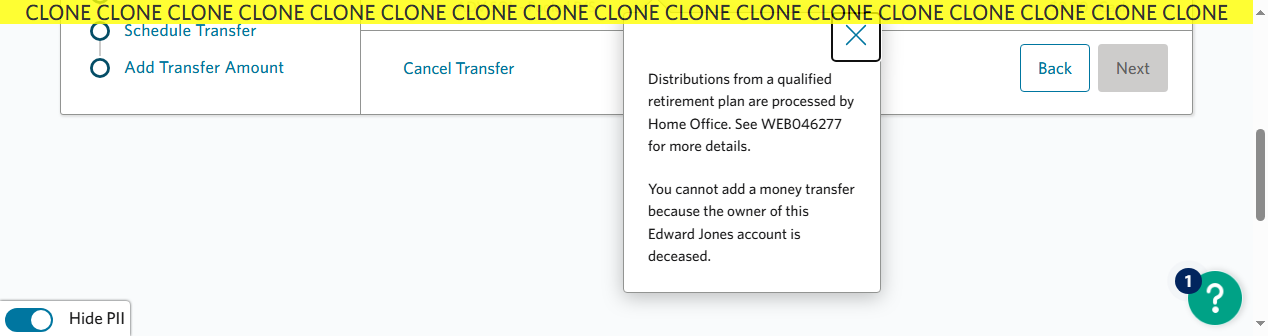 CLONE CLONE CLONE CLONE CLONE CLONE CLONE CLONE CLONE CLONE CLONE CLONE CLONE CLONE CLONE CLONE CLONE
Schedule Transfer
Add Transfer Amount
Cancel Transfer
Distributions from a qualified
retirement plan are processed by
Home Office. See WEB046277
for more details.
You cannot add a money transfer
because the owner of this
Edward Jones account is
deceased.
Back
Next
1
?
Hide PII